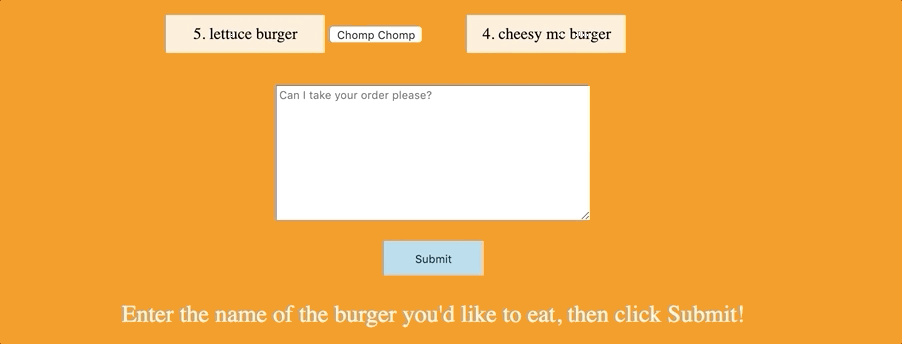 5. lettuce burger Chomp Chomp 4. cheesy mc burger
Can I take your order please?
Submit
Enter the name of the burger you'd like to eat, then click Submit!